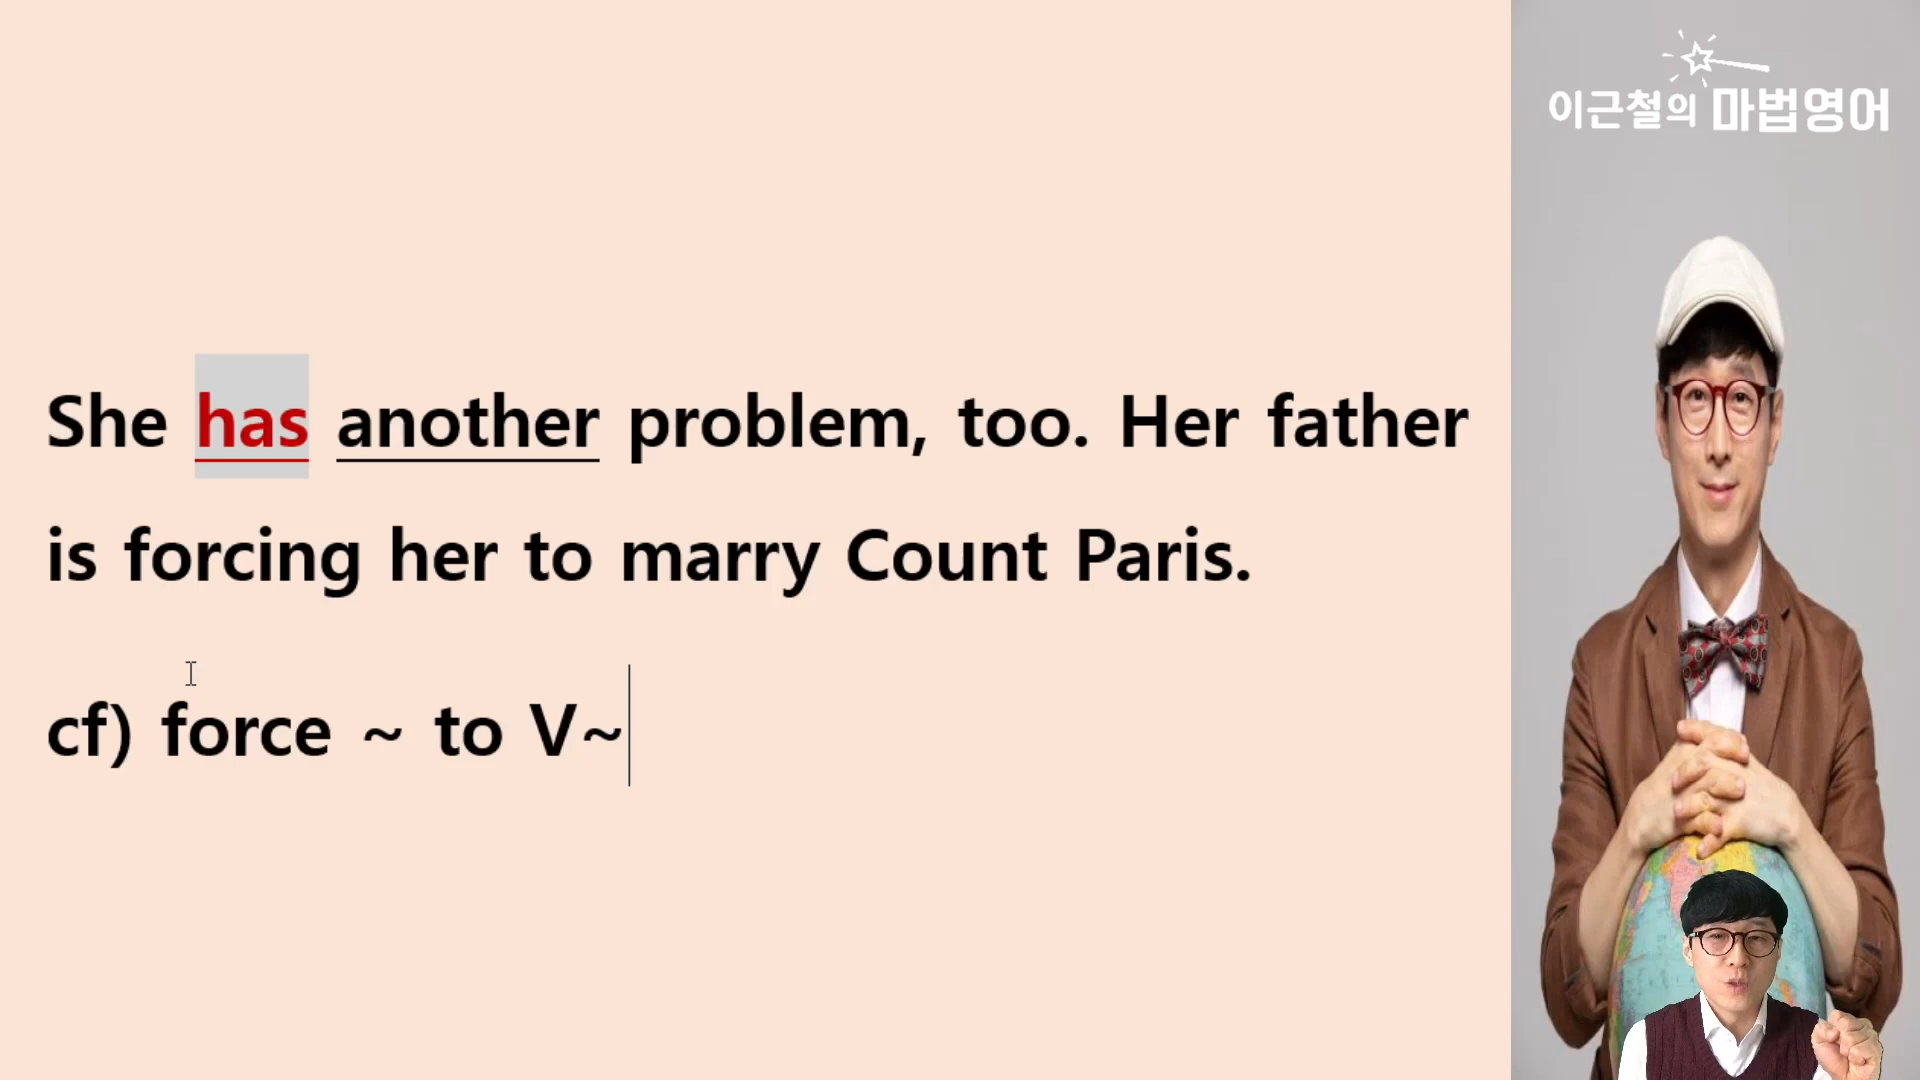 이근철의 마법영어
She has another problem, too. Her father
is forcing her to marry Count Paris.
cf) force ~ to V~